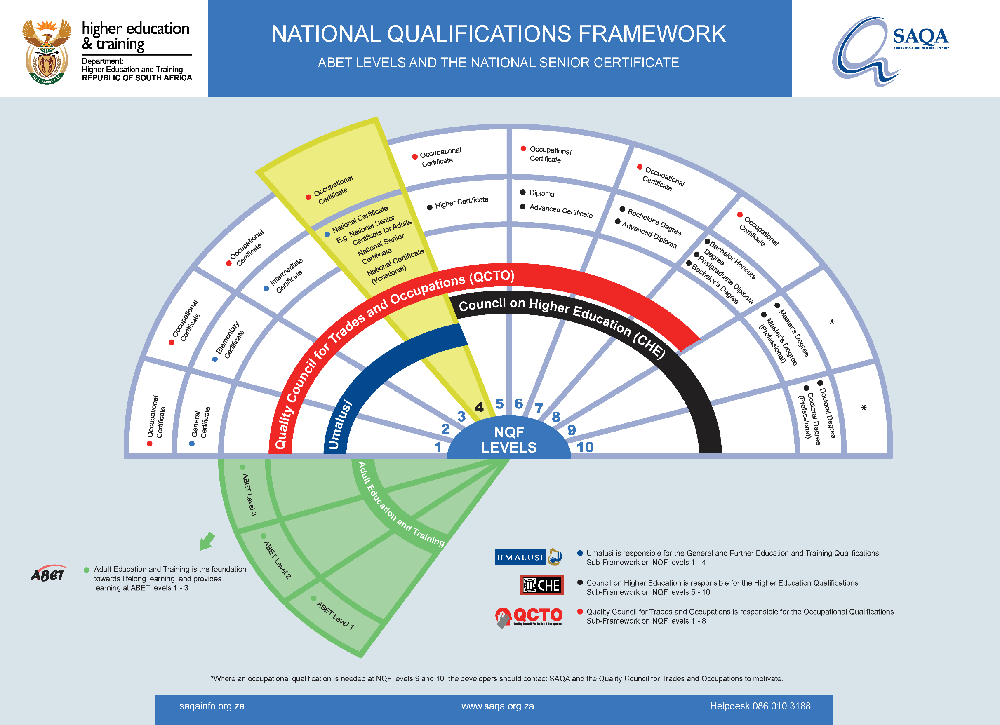 higher education
& training
Department:
Higher Education and Training
REPUBLIC OF SOUTH AFRICA
NATIONAL QUALIFICATIONS FRAMEWORK
ABET LEVELS AND THE NATIONAL SENIOR CERTIFICATE
SAQA
SOUTH AFRICAN QUALIFICATIONS AUTHORITY
Occupational
Certificate
General
Certificate
Occupational
Certificate
Elementary
Certificate
Occupational
Certificate
Intermediate
Certificate
Occupational
Certificate
National Certificate
E.g. National Senior
Certificate for Adults
National Senior
Certificate
National Certificate
(Vocational)
Occupational
Certificate
Higher Certificate
Occupational
Certificate
Diploma
Advanced Certificate
Occupational
Certificate
Bachelor's Degree
Advanced Diploma
Occupational
Certificate
Bachelor Honours
Degree
Postgraduate Diploma
Bachelor's Degree
*
Master's Degree
Master's Degree
(Professional)
*
Doctoral Degree
Doctoral Degree
(Professional)
Quality Council for Trades and Occupations (QCTO)
Council on Higher Education (CHE)
Umalusi
1
2
3
4
5
6
7
8
9
10
NQF
LEVELS
Adult Education and Training
ABET Level 3
ABET Level 2
ABET Level 1
ABET
Adult Education and Training is the foundation
towards lifelong learning, and provides
learning at ABET levels 1 - 3
UMALUSI
Umalusi is responsible for the General and Further Education and Training Qualifications
Sub-Framework on NQF levels 1 - 4
CHE
Council on Higher Education is responsible for the Higher Education Qualifications
Sub-Framework on NQF levels 5 - 10
QCTO
Quality Council for Trades & Occupations
Quality Council for Trades and Occupations is responsible for the Occupational Qualifications
Sub-Framework on NQF levels 1 - 8
*Where an occupational qualification is needed at NQF levels 9 and 10, the developers should contact SAQA and the Quality Council for Trades and Occupations to motivate.
saqainfo.org.za
www.saqa.org.za
Helpdesk 086 010 3188